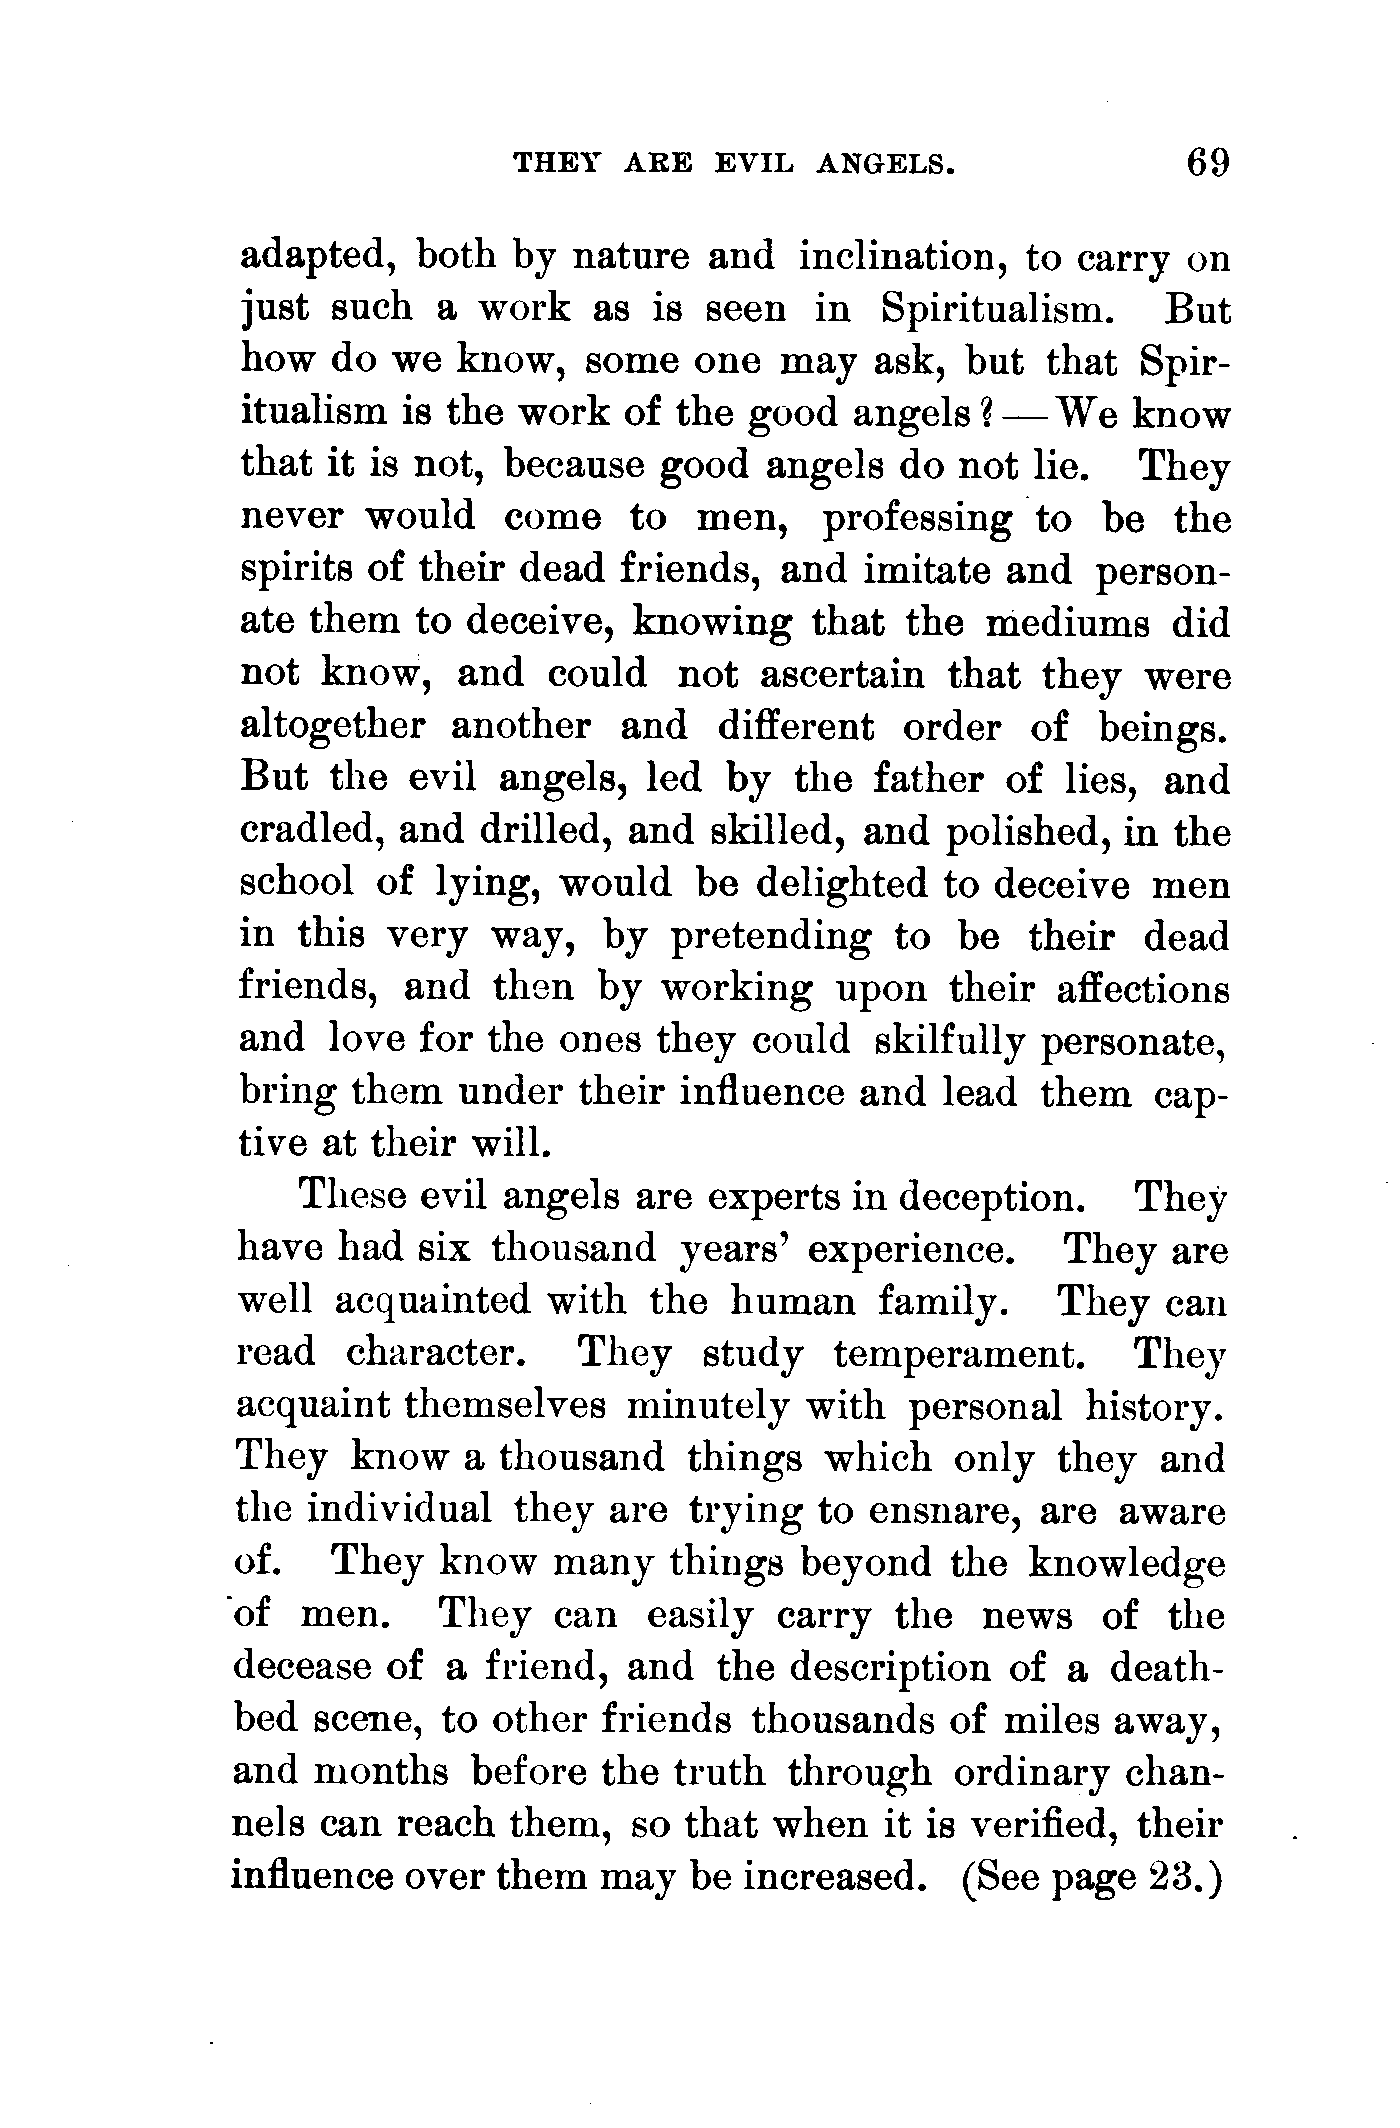 THEY ARE EVIL ANGELS. 69
adapted, both by nature and inclination, to carry on
just such a work as is seen in Spiritualism. But
how do we know, some one may ask, but that Spir-
itualism is the work of the good angels?—We know
that it is not, because good angels do not lie. They
never would come to men, professing to be the
spirits of their dead friends, and imitate and person-
ate them to deceive, knowing that the mediums did
not know, and could not ascertain that they were
altogether another and different order of beings.
But the evil angels, led by the father of lies, and
cradled, and drilled, and skilled, and polished, in the
school of lying, would be delighted to deceive men
in this very way, by pretending to be their dead
friends, and then by working upon their affections
and love for the ones they could skilfully personate,
bring them under their influence and lead them cap-
tive at their will.
These evil angels are experts in deception. They
have had six thousand years' experience. They are
well acquainted with the human family. They can
read character. They study temperament. They
acquaint themselves minutely with personal history.
They know a thousand things which only they and
the individual they are trying to ensnare, are aware
of. They know many things beyond the knowledge
of men. They can easily carry the news of the
decease of a friend, and the description of a death-
bed scene, to other friends thousands of miles away,
and months before the truth through ordinary chan-
nels can reach them, so that when it is verified, their
influence over them may be increased. (See page 23.)